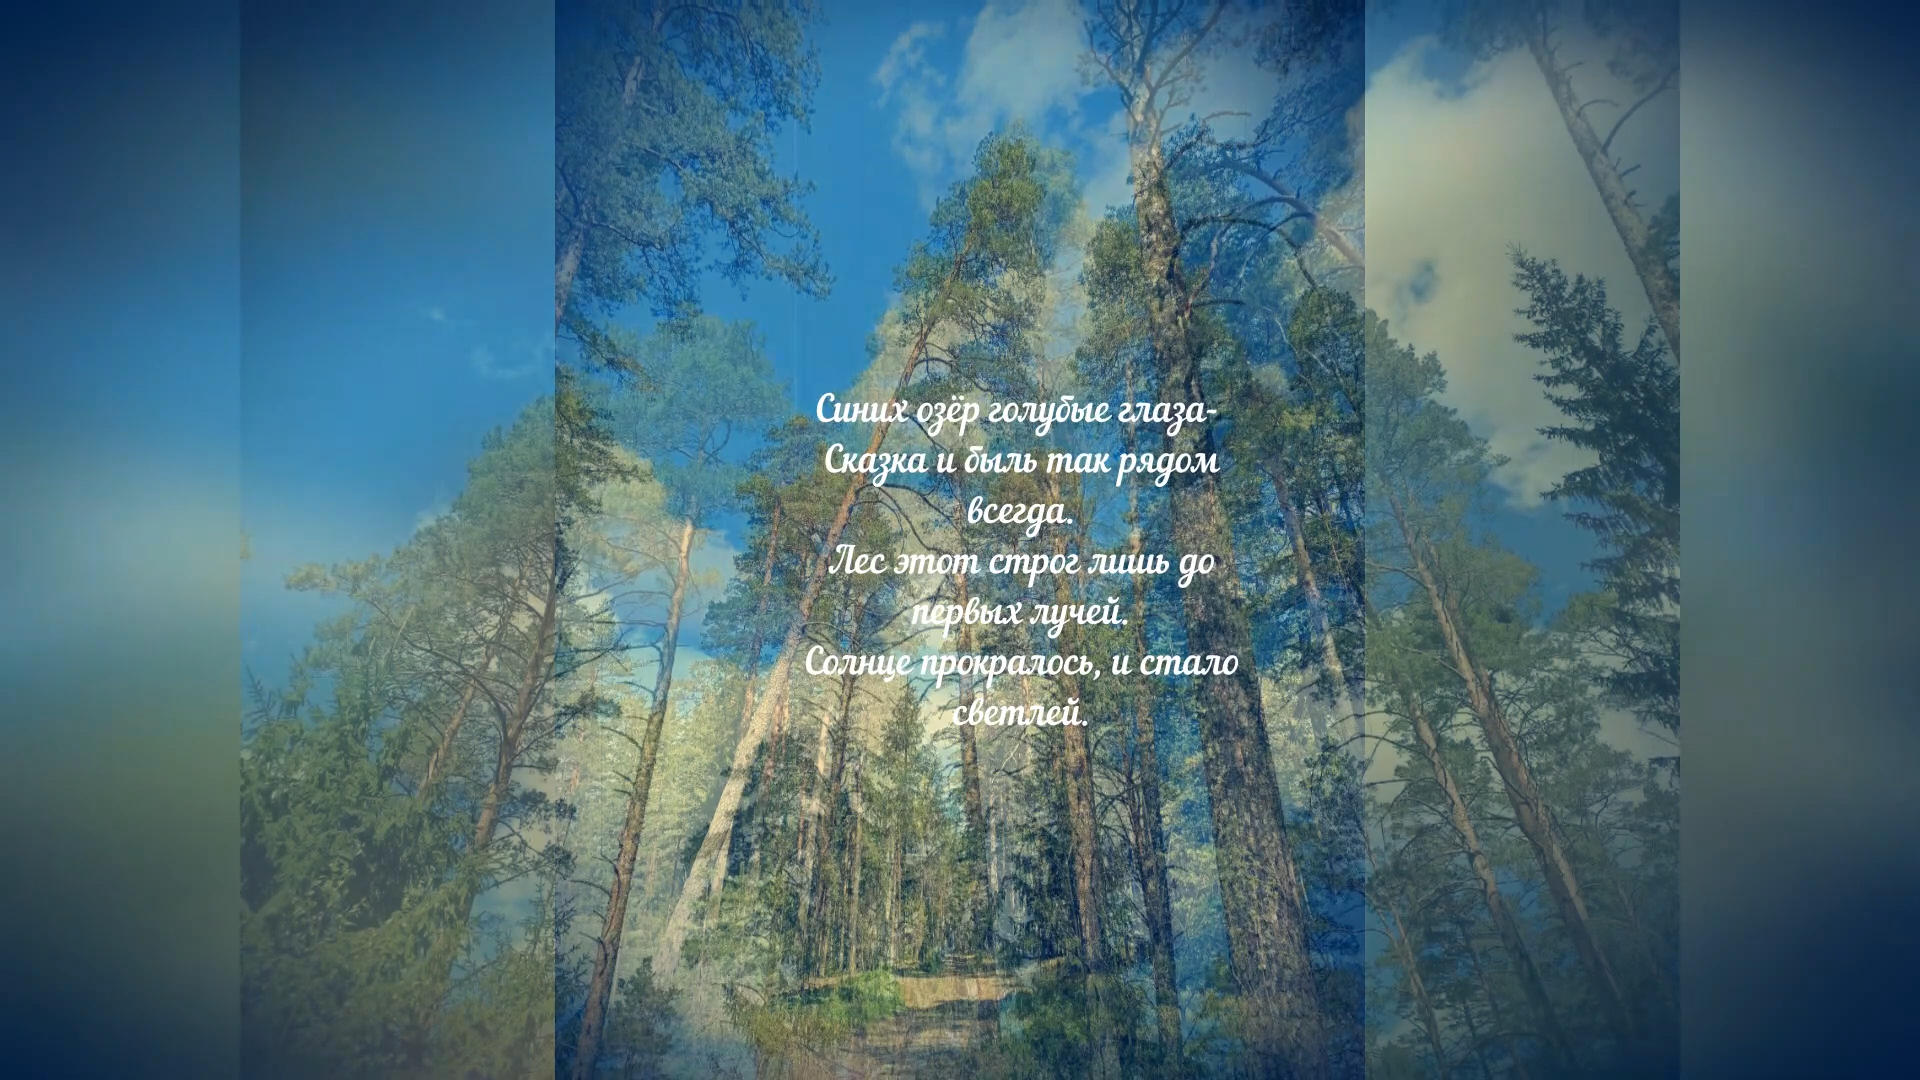 Синих озёр голубые глаза-
Сказка и быль так рядом
всегда.
Лес этот строг лишь до
первых лучей.
Солнце прокралось, и стало
светлей.